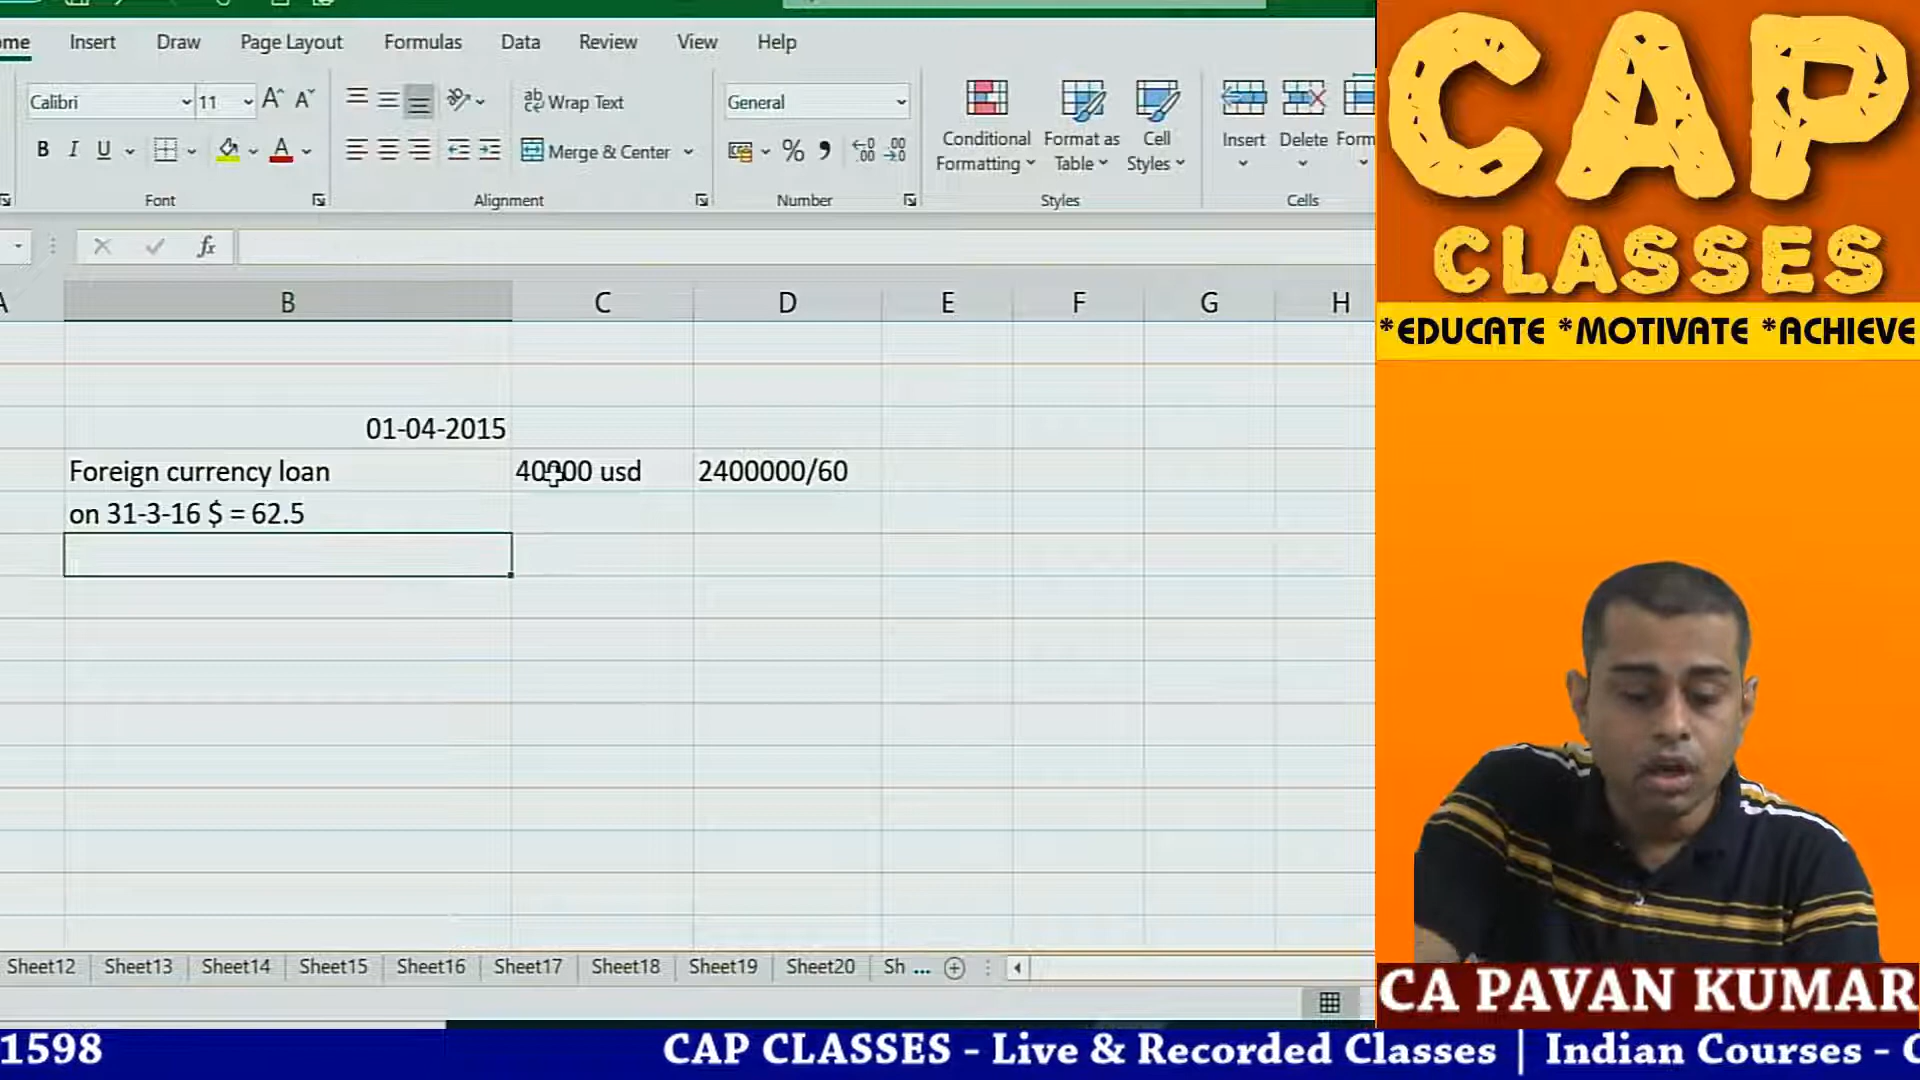 ome Insert Draw Page Layout Formulas Data Review View Help
Calibri 11 A A Wrap Text General
B I U A Merge & Center % , .00 .00
Conditional Formatting Format as Table Cell Styles Insert Delete Form
Font Alignment Number Styles Cells
fx
A B C D E F G H
01-04-2015
Foreign currency loan 40000 usd 2400000/60
on 31-3-16 $ = 62.5
Sheet12 Sheet13 Sheet14 Sheet15 Sheet16 Sheet17 Sheet18 Sheet19 Sheet20 Sh ...
CAP
CLASSES
*EDUCATE *MOTIVATE *ACHIEVE
CA PAVAN KUMAR
1598 CAP CLASSES - Live & Recorded Classes | Indian Courses - C